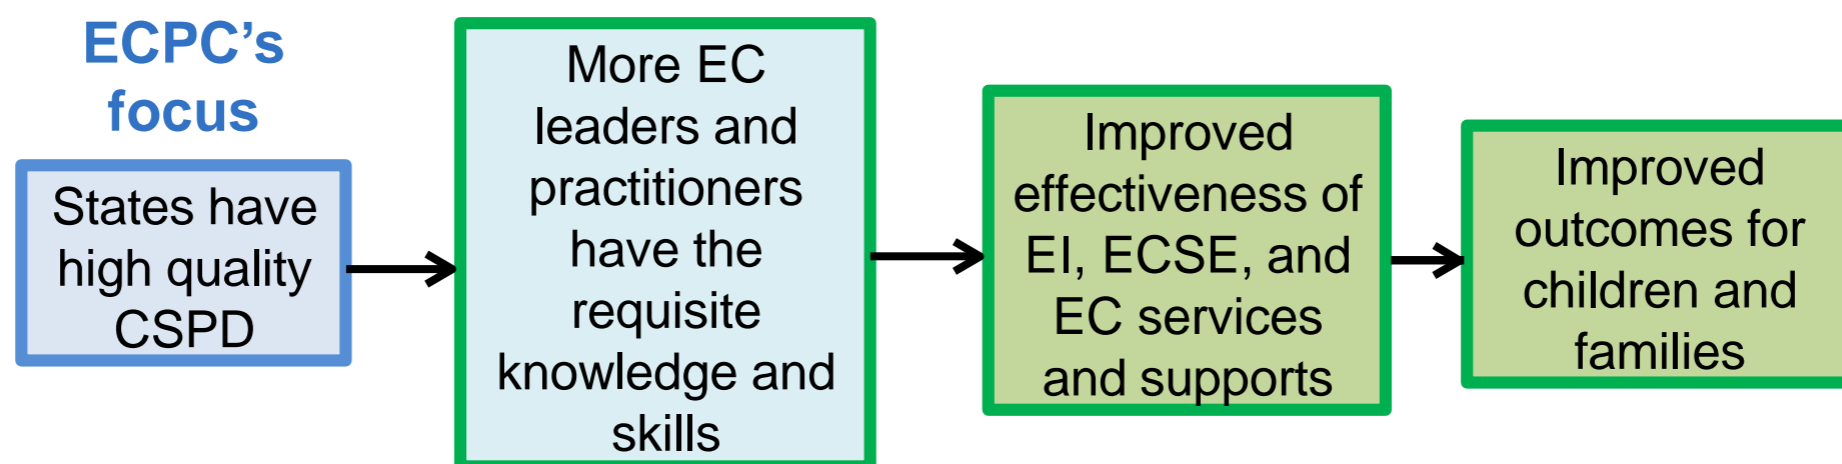 ECPC’s
focus
States have
high quality
CSPD
More EC
leaders and
practitioners
have the
requisite
knowledge and
skills
Improved
effectiveness of
EI, ECSE, and
EC services
and supports
Improved
outcomes for
children and
families